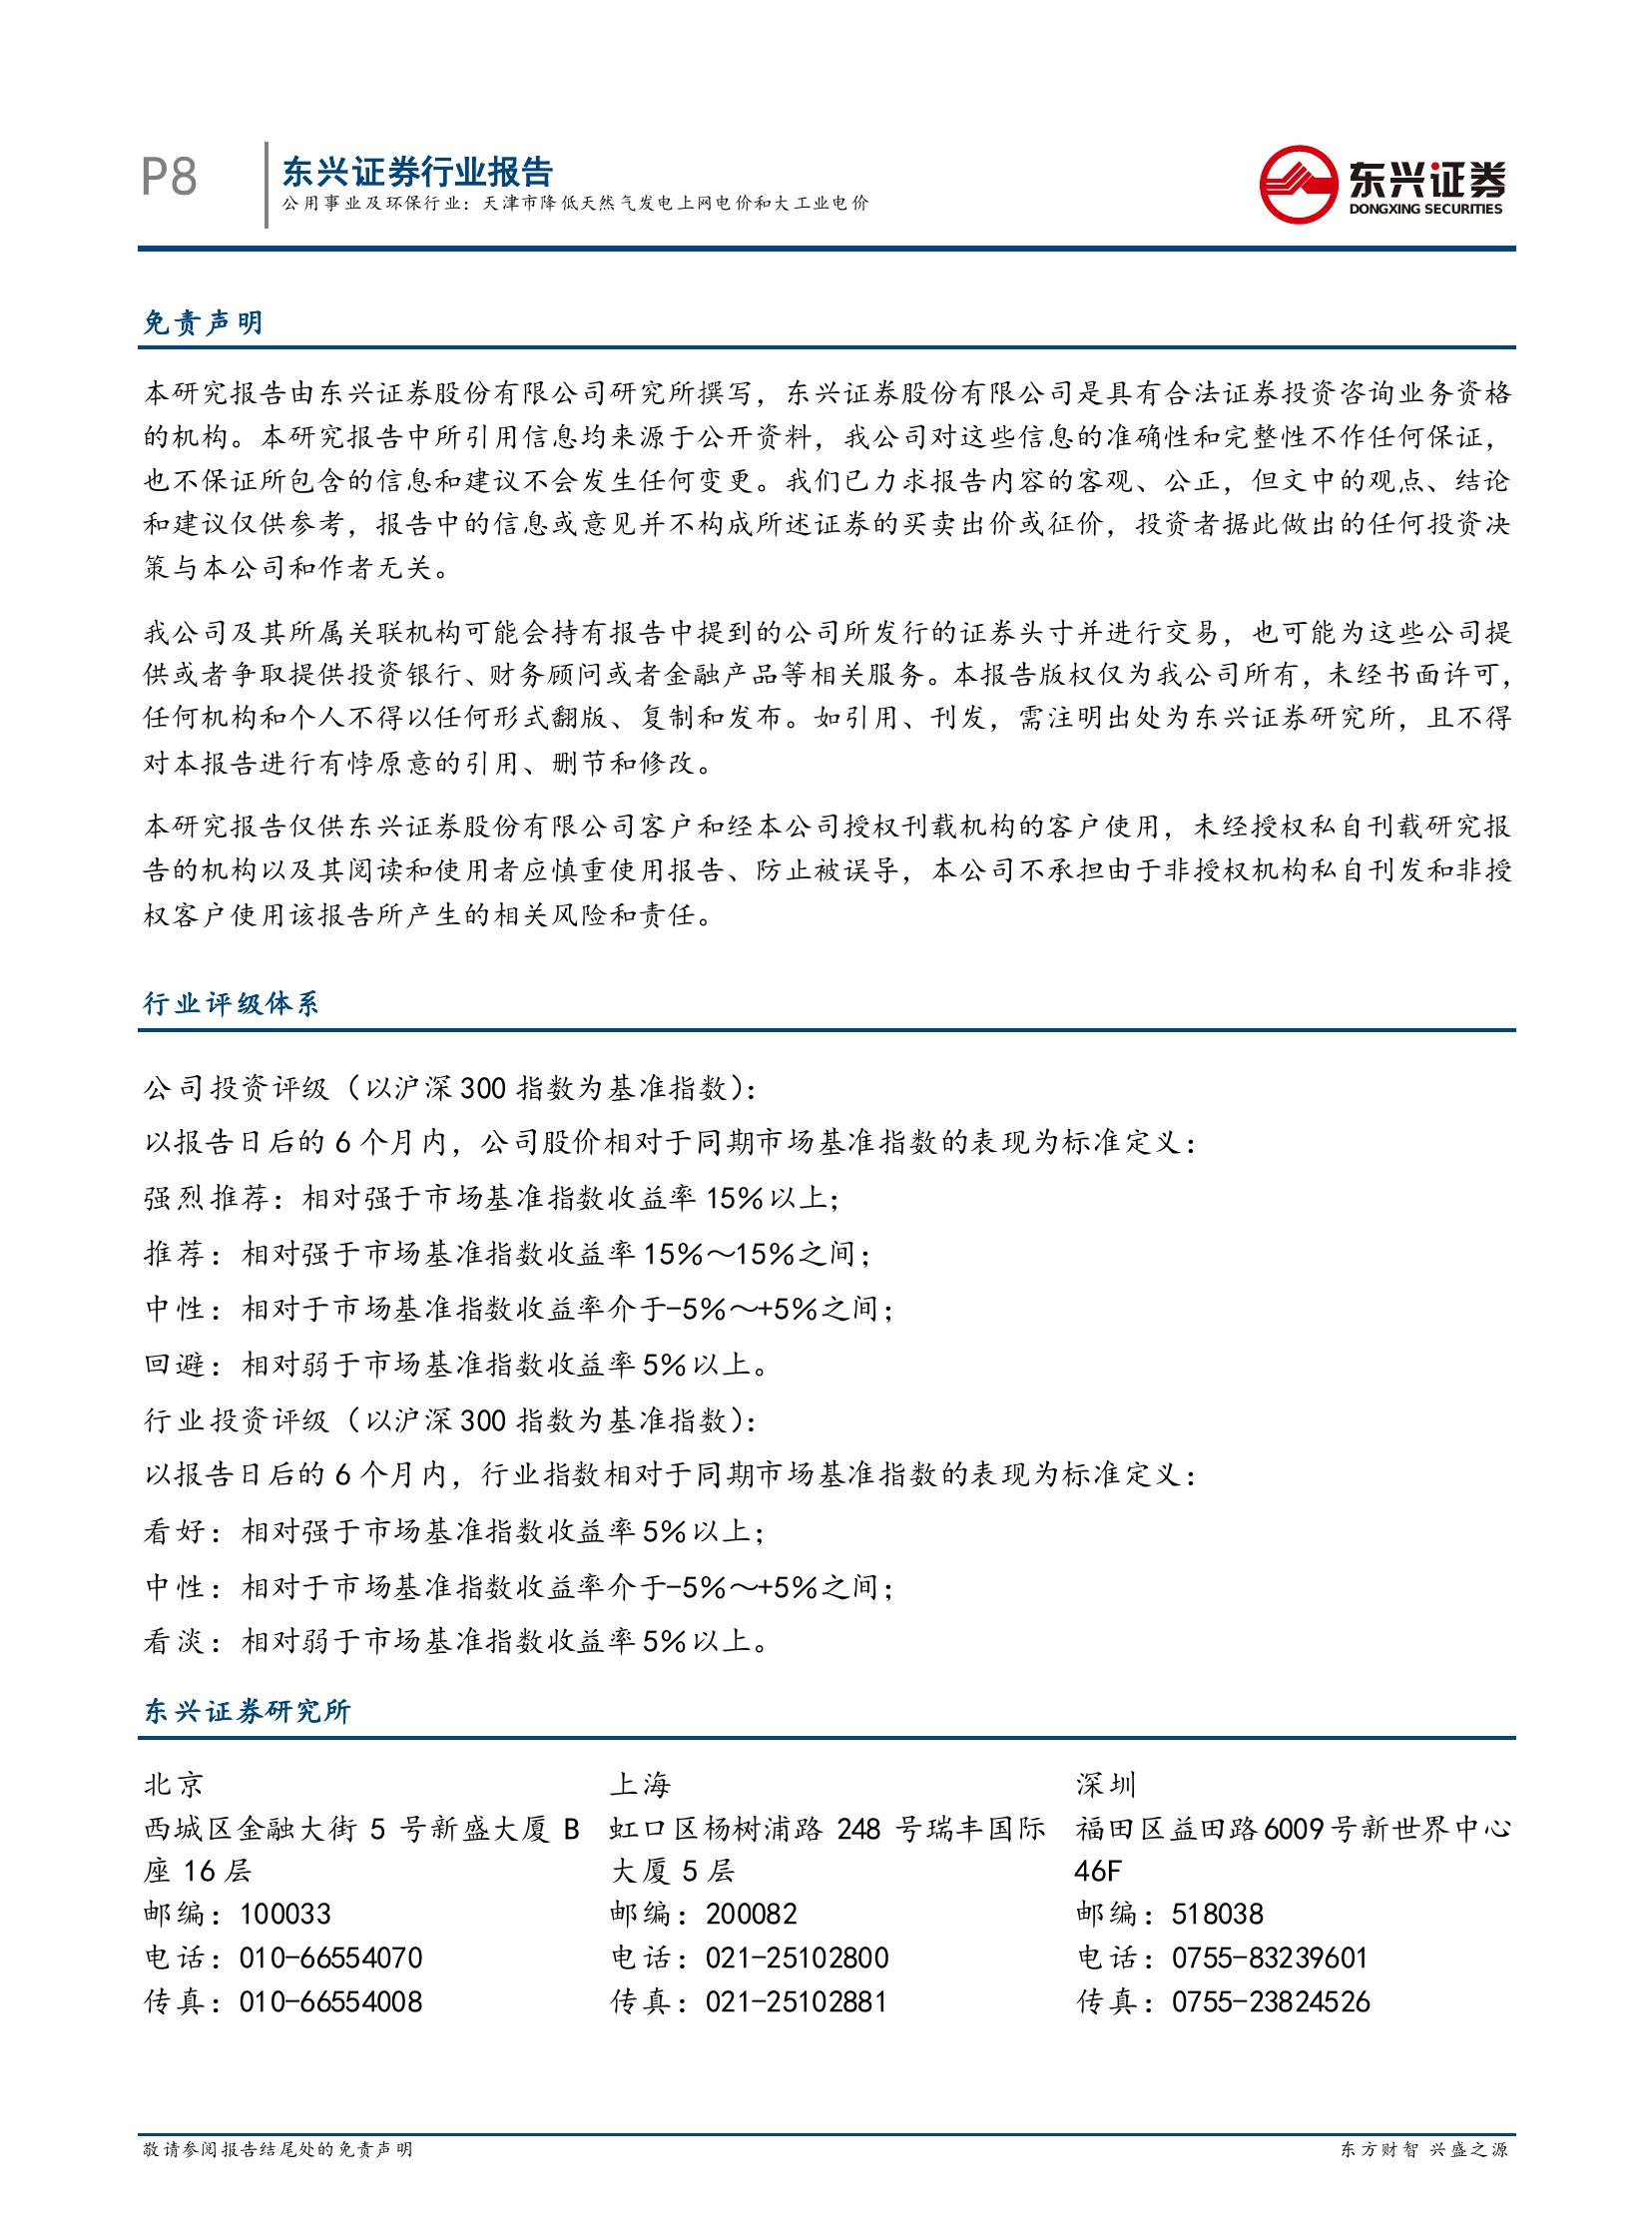 P8
东兴证券行业报告
公用事业及环保行业：天津市降低天然气发电上网电价和大工业电价
东兴证券
DONGXING SECURITIES
免责声明
本研究报告由东兴证券股份有限公司研究所撰写，东兴证券股份有限公司是具有合法证券投资咨询业务资格
的机构。本研究报告中所引用信息均来源于公开资料，我公司对这些信息的准确性和完整性不作任何保证，
也不保证所包含的信息和建议不会发生任何变更。我们已力求报告内容的客观、公正，但文中的观点、结论
和建议仅供参考，报告中的信息或意见并不构成所述证券的买卖出价或征价，投资者据此做出的任何投资决
策与本公司和作者无关。
我公司及其所属关联机构可能会持有报告中提到的公司所发行的证券头寸并进行交易，也可能为这些公司提
供或者争取提供投资银行、财务顾问或者金融产品等相关服务。本报告版权仅为我公司所有，未经书面许可，
任何机构和个人不得以任何形式翻版、复制和发布。如引用、刊发，需注明出处为东兴证券研究所，且不得
对本报告进行有悖原意的引用、删节和修改。
本研究报告仅供东兴证券股份有限公司客户和经本公司授权刊载机构的客户使用，未经授权私自刊载研究报
告的机构以及其阅读和使用者应慎重使用报告、防止被误导，本公司不承担由于非授权机构私自刊发和非授
权客户使用该报告所产生的相关风险和责任。
行业评级体系
公司投资评级（以沪深 300 指数为基准指数）：
以报告日后的 6 个月内，公司股价相对于同期市场基准指数的表现为标准定义：
强烈推荐：相对强于市场基准指数收益率 15％以上；
推荐：相对强于市场基准指数收益率 15％～15％之间；
中性：相对于市场基准指数收益率介于-5％～+5％之间；
回避：相对弱于市场基准指数收益率 5％以上。
行业投资评级（以沪深 300 指数为基准指数）：
以报告日后的 6 个月内，行业指数相对于同期市场基准指数的表现为标准定义：
看好：相对强于市场基准指数收益率 5％以上；
中性：相对于市场基准指数收益率介于-5％～+5％之间；
看淡：相对弱于市场基准指数收益率 5％以上。
东兴证券研究所
北京
西城区金融大街 5 号新盛大厦 B
座 16 层
邮编：100033
电话：010-66554070
传真：010-66554008
上海
虹口区杨树浦路 248 号瑞丰国际
大厦 5 层
邮编：200082
电话：021-25102800
传真：021-25102881
深圳
福田区益田路6009号新世界中心
46F
邮编：518038
电话：0755-83239601
传真：0755-23824526
敬请参阅报告结尾处的免责声明
东方财智 兴盛之源